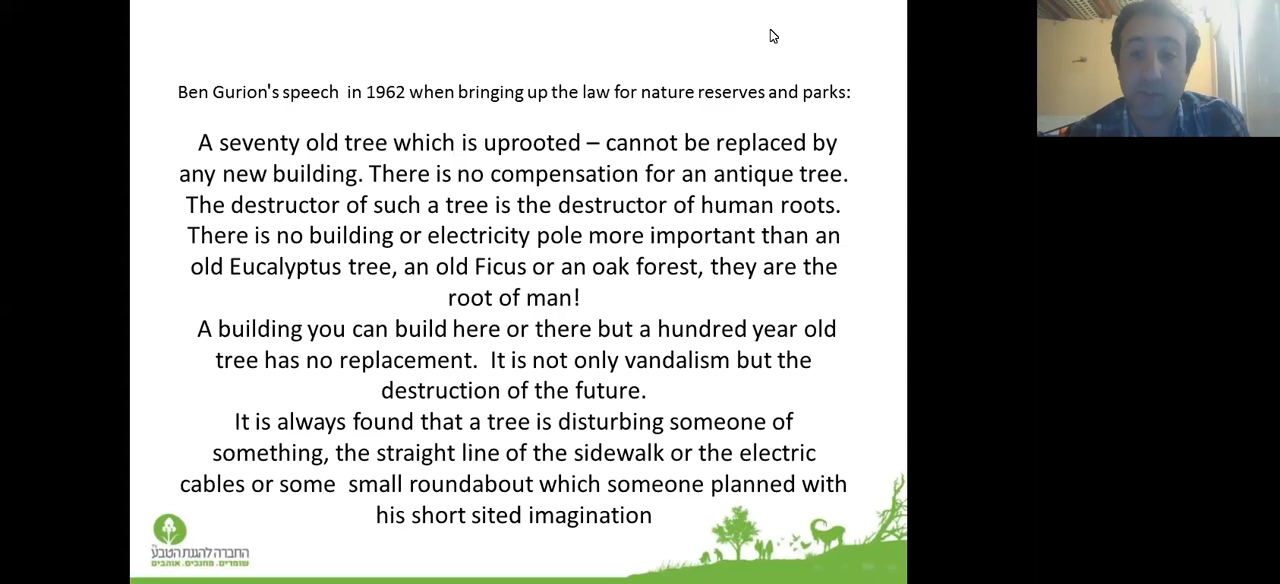 Ben Gurion's speech  in 1962 when bringing up the law for nature reserves and parks:
A seventy old tree which is uprooted – cannot be replaced by
any new building. There is no compensation for an antique tree.
The destructor of such a tree is the destructor of human roots.
There is no building or electricity pole more important than an
old Eucalyptus tree, an old Ficus or an oak forest, they are the
root of man!
A building you can build here or there but a hundred year old
tree has no replacement.  It is not only vandalism but the
destruction of the future.
It is always found that a tree is disturbing someone of
something, the straight line of the sidewalk or the electric
cables or some  small roundabout which someone planned with
his short sited imagination
החברה להגנת הטבע
שומרים. מחנכים. אוהבים